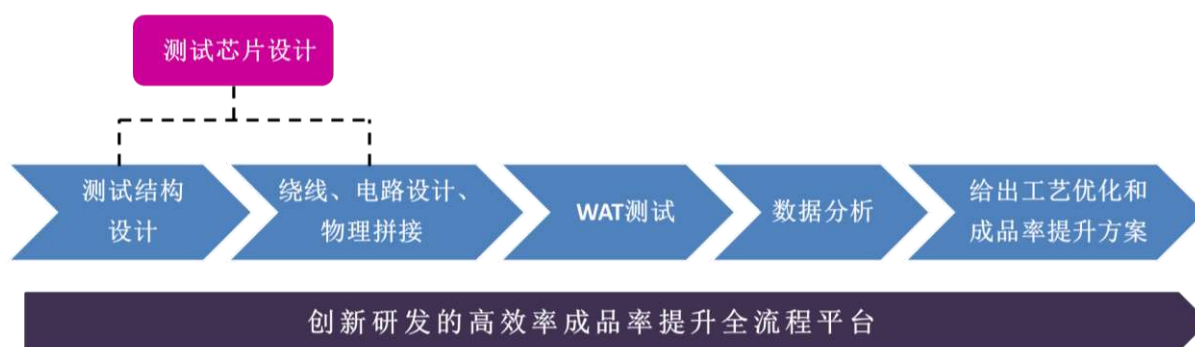 测试芯片设计
测试结构
设计
绕线、电路设计、
物理拼接
WAT测试
数据分析
给出工艺优化和
成品率提升方案
创新研发的高效率成品率提升全流程平台